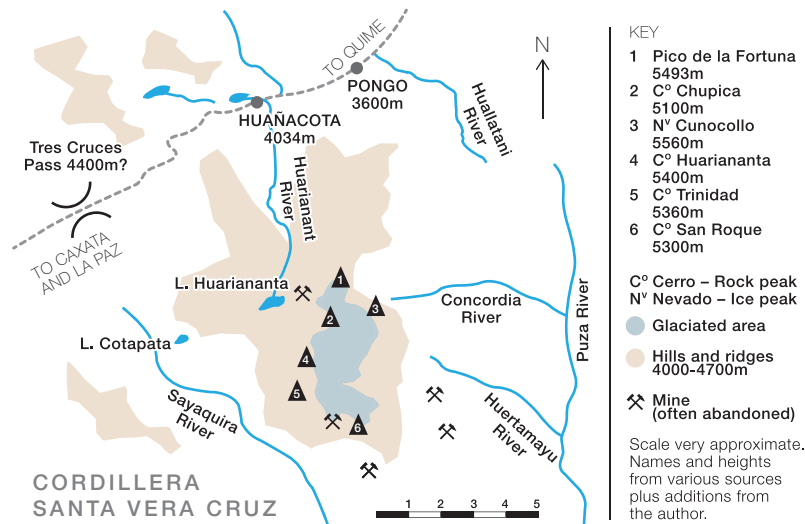 TO QUIME
PONGO
3600m
HUAÑACOTA
4034m
Tres Cruces
Pass 4400m?
TO CAXATA
AND LA PAZ
Huarianant
River
Huallatani
River
N
L. Huariananta
1
2
3
4
5
6
Concordia
River
Puza River
L. Cotapata
Sayaquira
River
Huertamayu
River
CORDILLERA
SANTA VERA CRUZ
1 2 3 4 5
KEY
1 Pico de la Fortuna
5493m
2 Cº Chupica
5100m
3 Nᵛ Cunocollo
5560m
4 Cº Huariananta
5400m
5 Cº Trinidad
5360m
6 Cº San Roque
5300m
Cº Cerro – Rock peak
Nᵛ Nevado – Ice peak
Glaciated area
Hills and ridges
4000-4700m
Mine
(often abandoned)
Scale very approximate.
Names and heights
from various sources
plus additions from
the author.